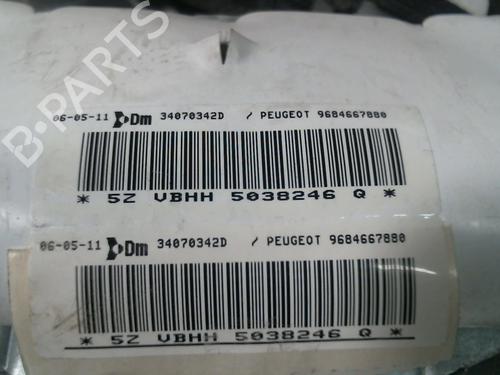 B-PARTS
06-05-11 Dm 34070342D / PEUGEOT 9684667880
* 5Z VBHH 5038246 Q *
06-05-11 Dm 34070342D / PEUGEOT 9684667880
* 5Z VBHH 5038246 Q *